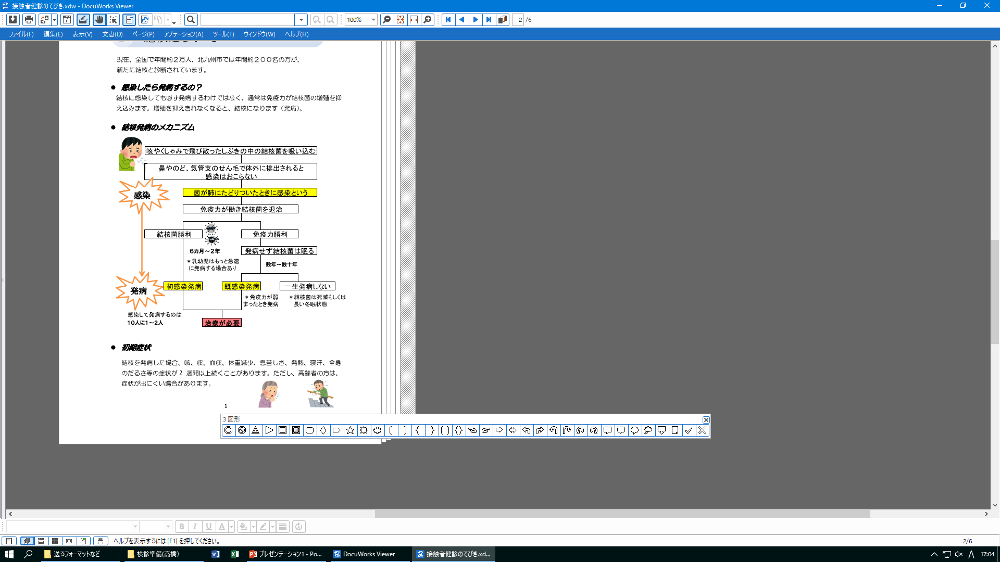 接触者健診のてびき.xdw - DocuWorks Viewer
100%
2 /6
ファイル(F) 編集(E) 表示(V) 文書(D) ページ(P) アノテーション(A) ツール(T) ウィンドウ(W) ヘルプ(H)
現在、全国で年間約２万人、北九州市では年間約２００名の方が、
新たに結核と診断されています。
● 感染したら発病するの？
結核に感染しても必ず発病するわけではなく、通常は免疫力が結核菌の増殖を抑
え込みます。増殖を抑えきれなくなると、結核になります（発病）。
● 結核発病のメカニズム
咳やくしゃみで飛び散ったしぶきの中の結核菌を吸い込む
鼻やのど、気管支のせん毛で体外に排出されると
感染はおこらない
感染
菌が肺にたどりついたときに感染という
免疫力が働き結核菌を退治
結核菌勝利
免疫力勝利
6カ月～2年
発病せず結核菌は眠る
＊乳幼児はもっと急速
に発病する場合あり
数年～数十年
発病
初感染発病
既感染発病
一生発病しない
＊免疫力が弱
まったとき発病
＊結核菌は死滅もしくは
長い冬眠状態
感染して発病するのは
10人に1～2人
治療が必要
● 初期症状
結核を発病した場合、咳、痰、血痰、体重減少、息苦しさ、発熱、寝汗、全身
のだるさ等の症状が 2 週間以上続くことがあります。ただし、高齢者の方は、
症状が出にくい場合があります。
1
3 図形
B I U A
ヘルプを表示するには [F1] を押してください。
2/6
送るフォーマットなど
検診準備(高橋）
プレゼンテーション1 - Po...
DocuWorks Viewer
接触者健診のてびき.xd...
A
17:04